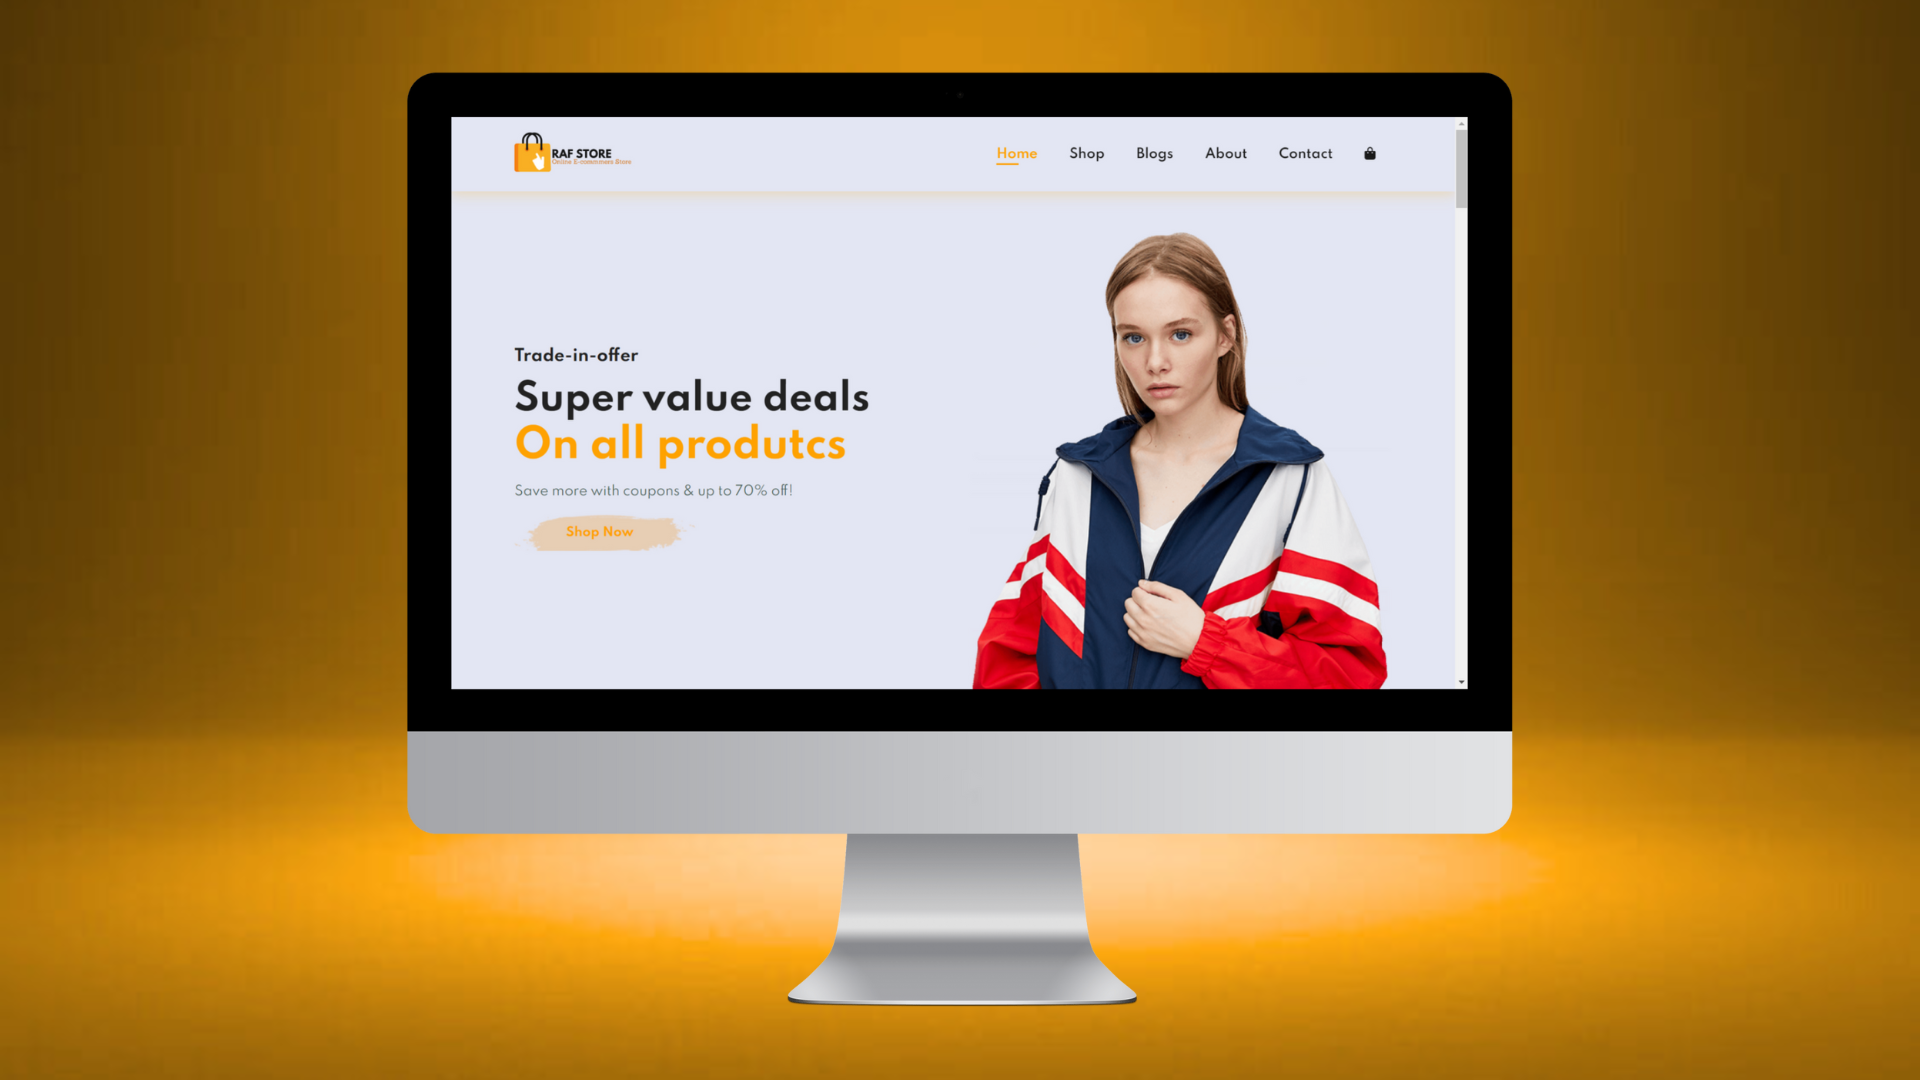 RAF STORE
Online E-commmers Store
Home Shop Blogs About Contact
Trade-in-offer
Super value deals
On all produtcs
Save more with coupons & up to 70% off!
Shop Now